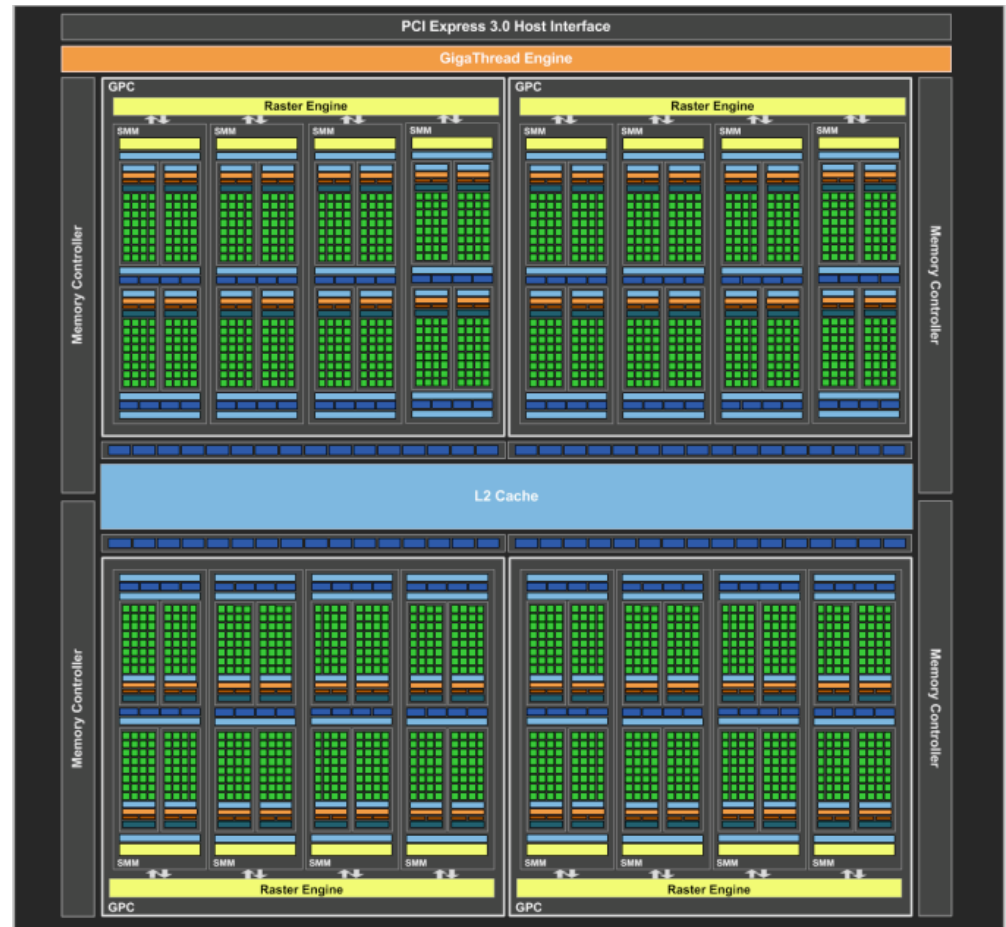 PCI Express 3.0 Host Interface
GigaThread Engine
GPC
Raster Engine
SMM SMM SMM SMM
GPC
Raster Engine
SMM SMM SMM SMM
Memory Controller
Memory Controller
L2 Cache
Memory Controller
Memory Controller
SMM SMM SMM SMM
Raster Engine
GPC
SMM SMM SMM SMM
Raster Engine
GPC